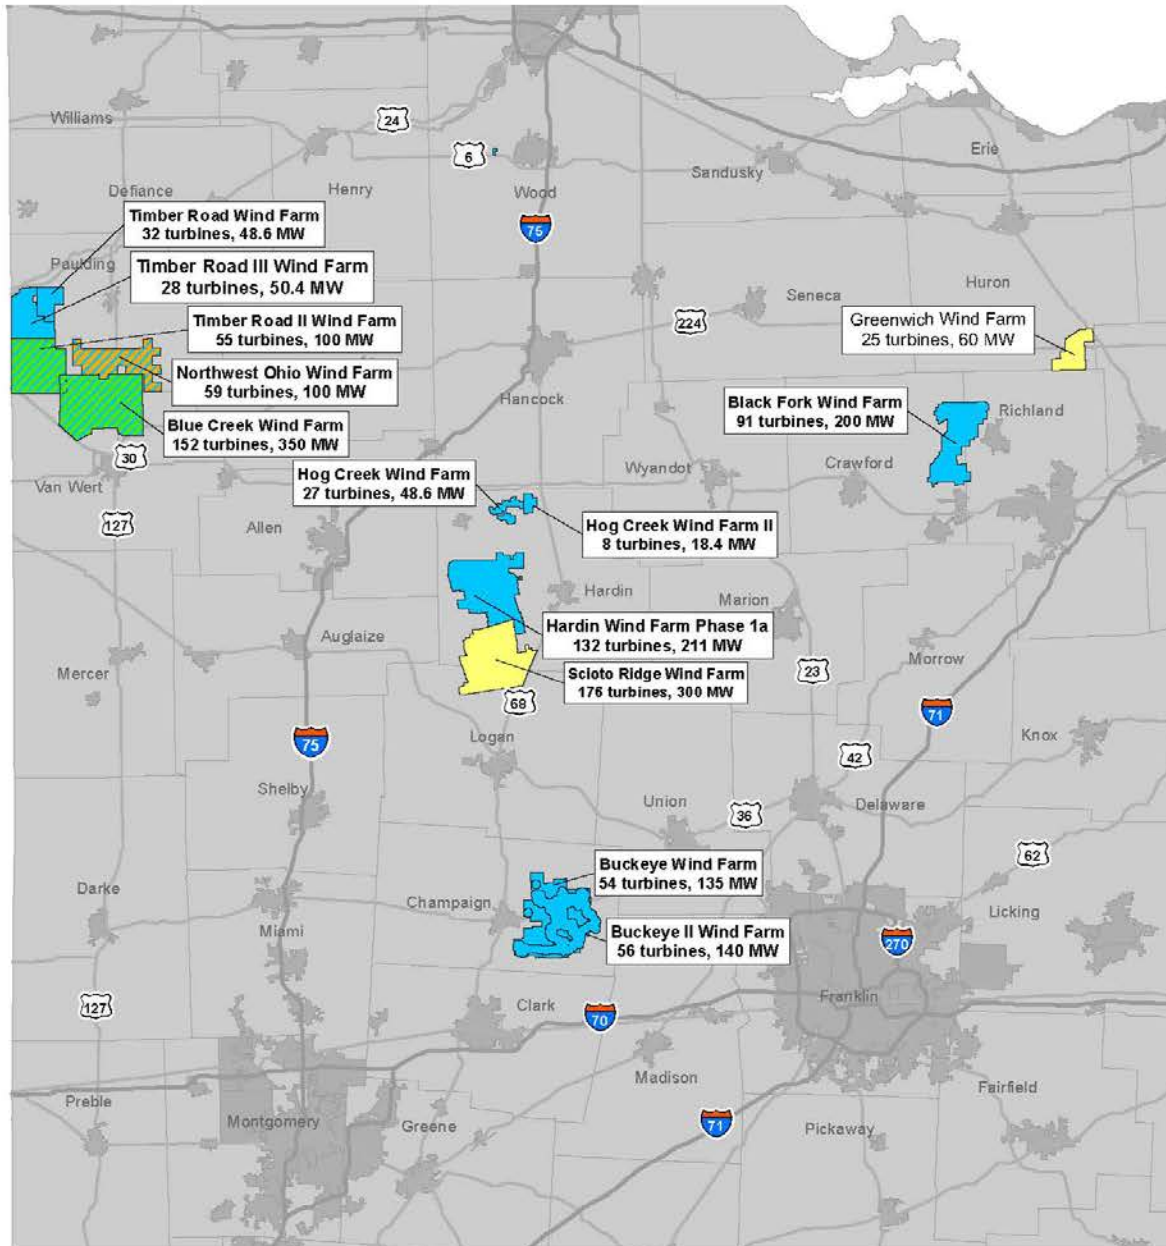 Williams
24
6
Erie
Sandusky
Defiance
Henry
Wood
Timber Road Wind Farm
32 turbines, 48.6 MW
75
Paulding
Timber Road III Wind Farm
28 turbines, 50.4 MW
Huron
Seneca
Timber Road II Wind Farm
55 turbines, 100 MW
224
Greenwich Wind Farm
25 turbines, 60 MW
Northwest Ohio Wind Farm
59 turbines, 100 MW
Hancock
Black Fork Wind Farm
91 turbines, 200 MW
Richland
Blue Creek Wind Farm
152 turbines, 350 MW
30
Van Wert
Hog Creek Wind Farm
27 turbines, 48.6 MW
Wyandot
Crawford
127
Allen
Hog Creek Wind Farm II
8 turbines, 18.4 MW
Hardin
Marion
Auglaize
Hardin Wind Farm Phase 1a
132 turbines, 211 MW
Mercer
Morrow
Scioto Ridge Wind Farm
176 turbines, 300 MW
23
68
71
75
Logan
Knox
42
Shelby
Union
36
Delaware
62
Buckeye Wind Farm
54 turbines, 135 MW
Darke
Champaign
Licking
Miami
Buckeye II Wind Farm
56 turbines, 140 MW
270
127
Clark
70
Franklin
Madison
Fairfield
Preble
Montgomery
Greene
71
Pickaway